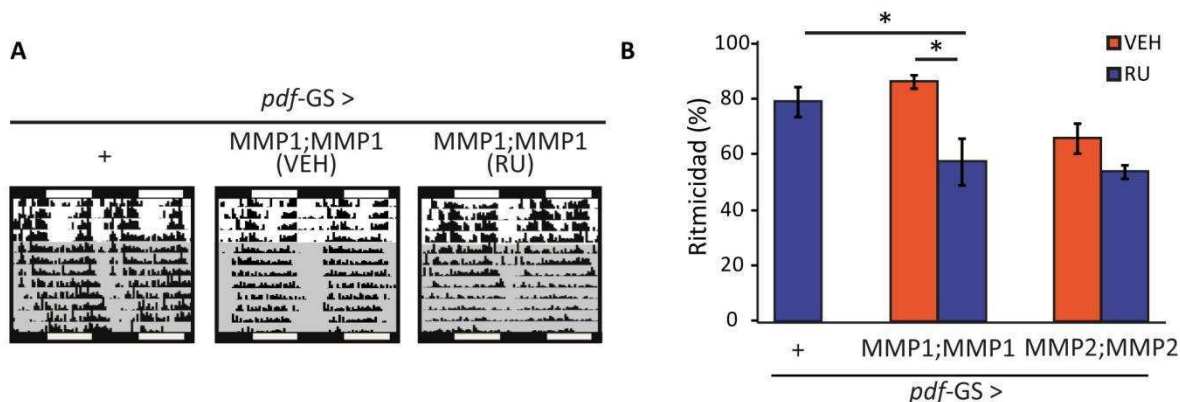 A
pdf-GS >
+
MMP1;MMP1
(VEH)
MMP1;MMP1
(RU)
B
*
*
VEH
RU
Ritmicidad (%)
100
80
60
40
20
0
+
MMP1;MMP1
MMP2;MMP2
pdf-GS >